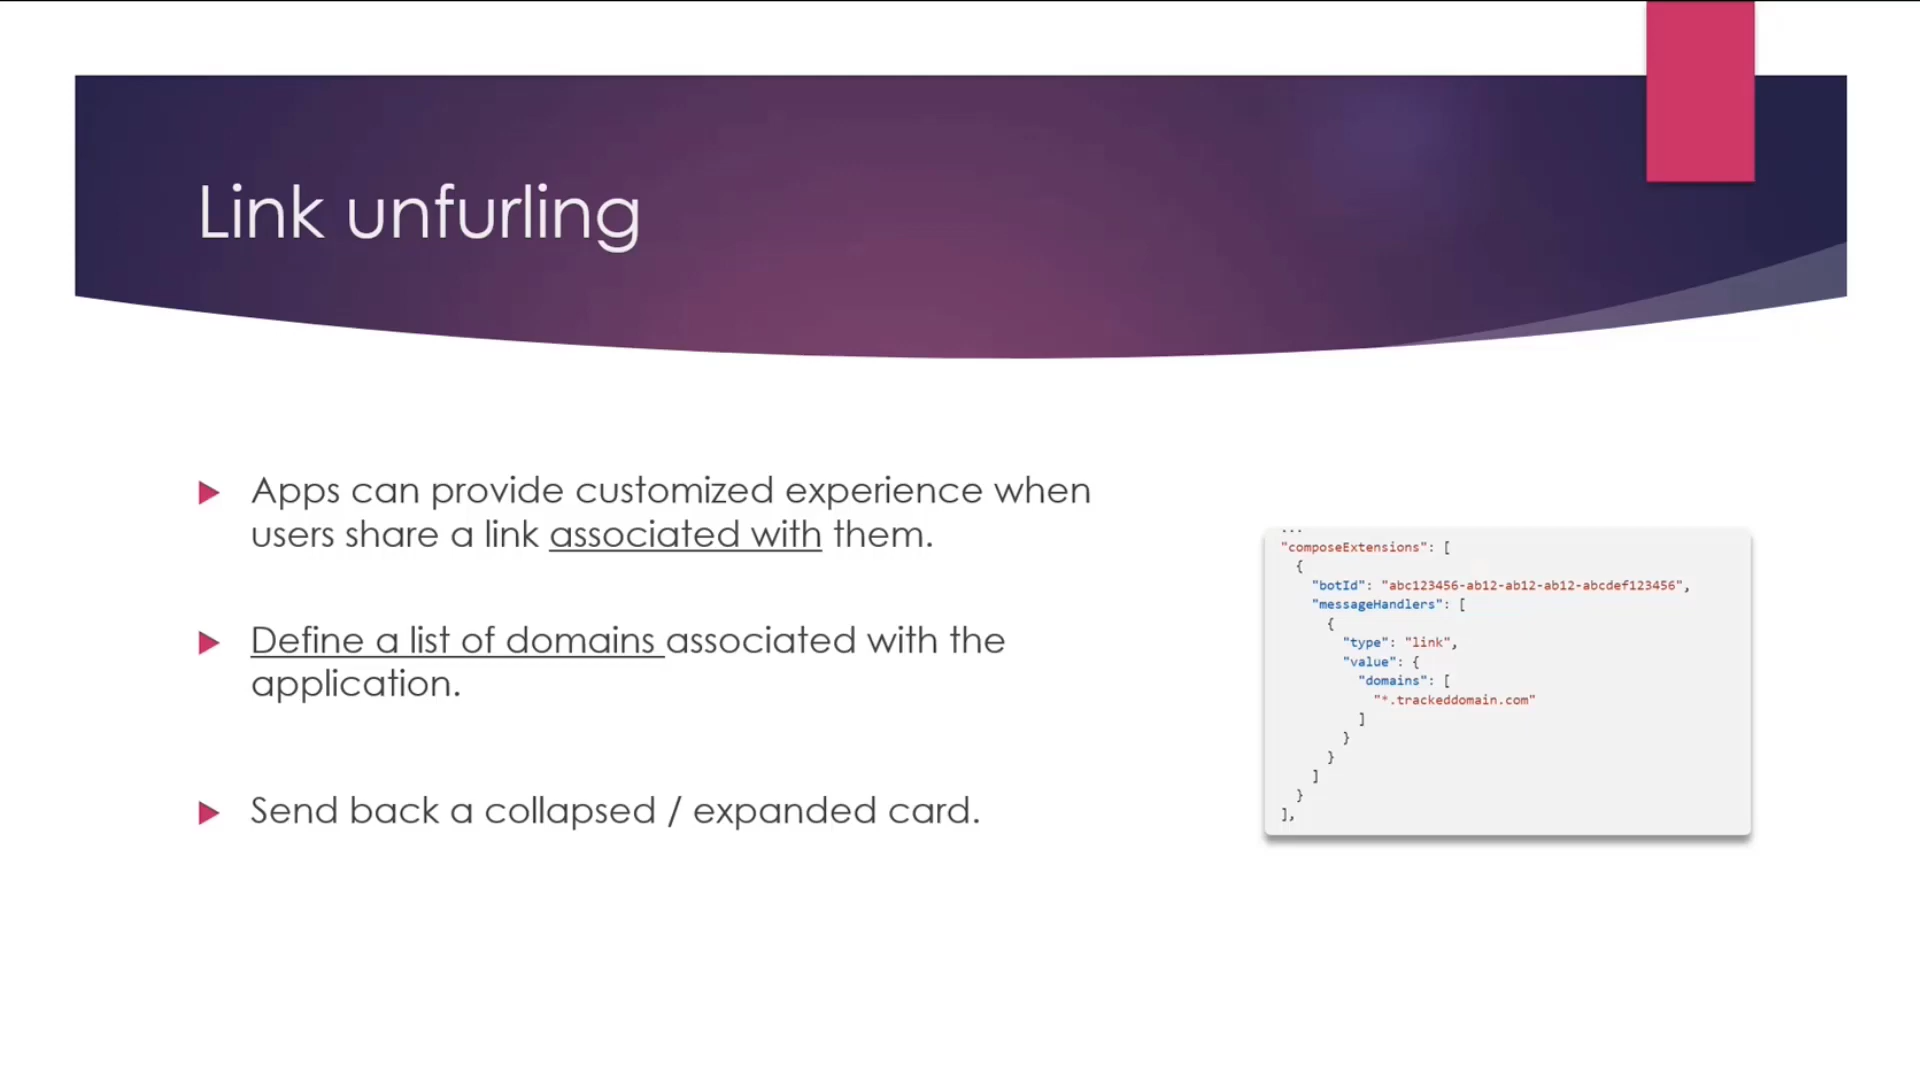 Link unfurling
Apps can provide customized experience when
users share a link associated with them.
Define a list of domains associated with the
application.
Send back a collapsed / expanded card.
...
"composeExtensions": [
{
"botId": "abc123456-ab12-ab12-ab12-abcdef123456",
"messageHandlers": [
{
"type": "link",
"value": {
"domains": [
"*.trackeddomain.com"
]
}
}
]
}
],